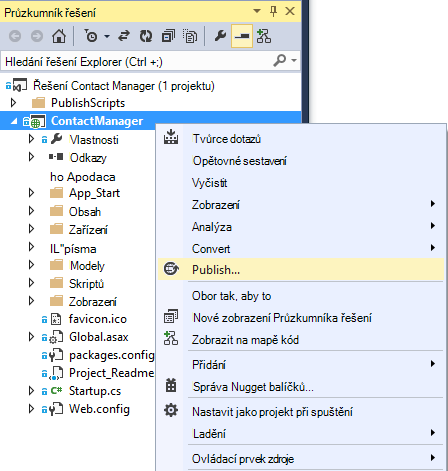 Průzkumník řešení
Hledání řešení Explorer (Ctrl +;)
Řešení Contact Manager (1 projektu)
PublishScripts
ContactManager
Vlastnosti
Odkazy
ho Apodaca
App_Start
Obsah
Zařízení
IL"písma
Modely
Skriptů
Zobrazení
favicon.ico
Global.asax
packages.config
Project_Readme
Startup.cs
Web.config
Tvůrce dotazů
Opětovné sestavení
Vyčistit
Zobrazení
Analýza
Convert
Publish...
Obor tak, aby to
Nové zobrazení Průzkumníka řešení
Zobrazit na mapě kód
Přidání
Správa Nugget balíčků...
Nastavit jako projekt při spuštění
Ladění
Ovládací prvek zdroje